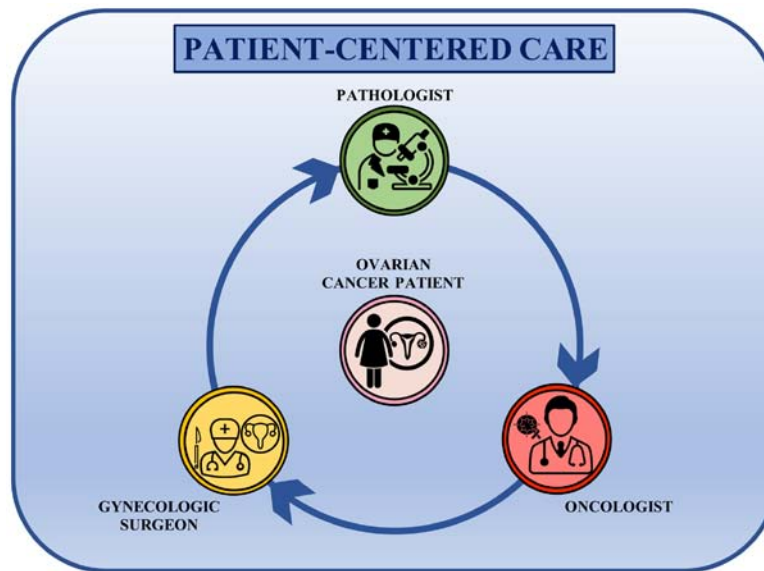 PATIENT-CENTERED CARE
PATHOLOGIST
OVARIAN
CANCER PATIENT
GYNECOLOGIC
SURGEON
ONCOLOGIST